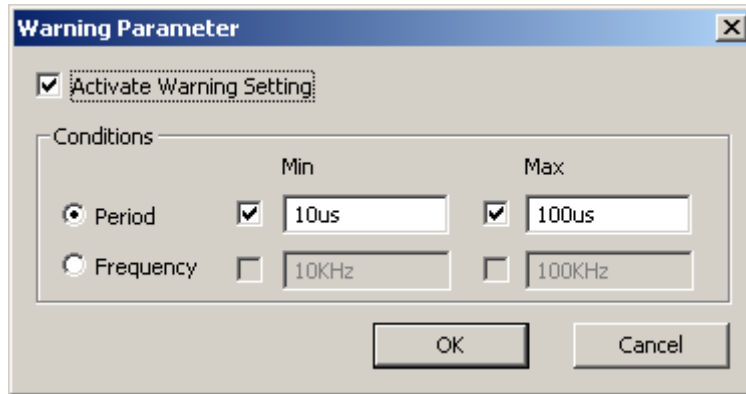 Warning Parameter
Activate Warning Setting
Conditions
Min Max
Period 10us 100us
Frequency 10KHz 100KHz
OK Cancel